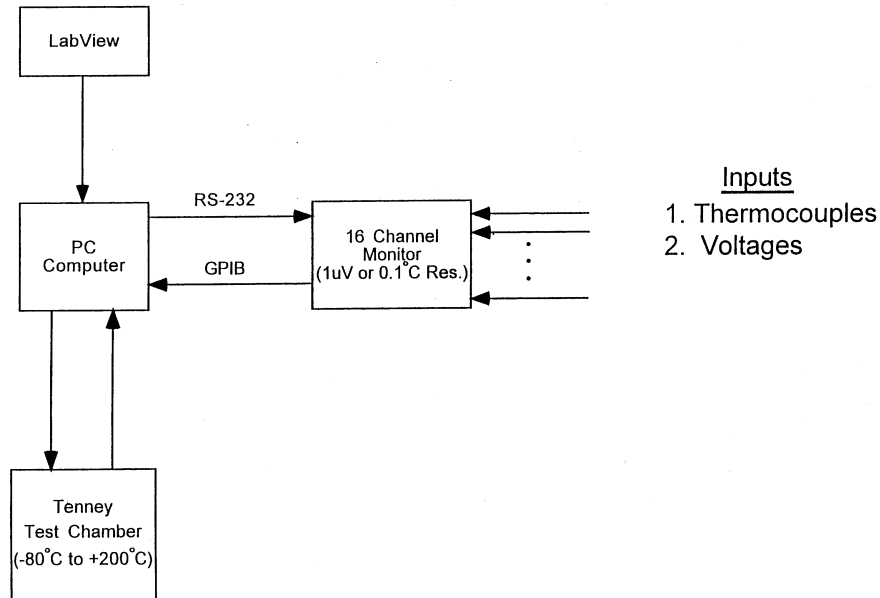 LabView
PC
Computer
RS-232
GPIB
16 Channel
Monitor
(1uV or 0.1°C Res.)
Inputs
1. Thermocouples
2. Voltages
Tenney
Test Chamber
(-80°C to +200°C)